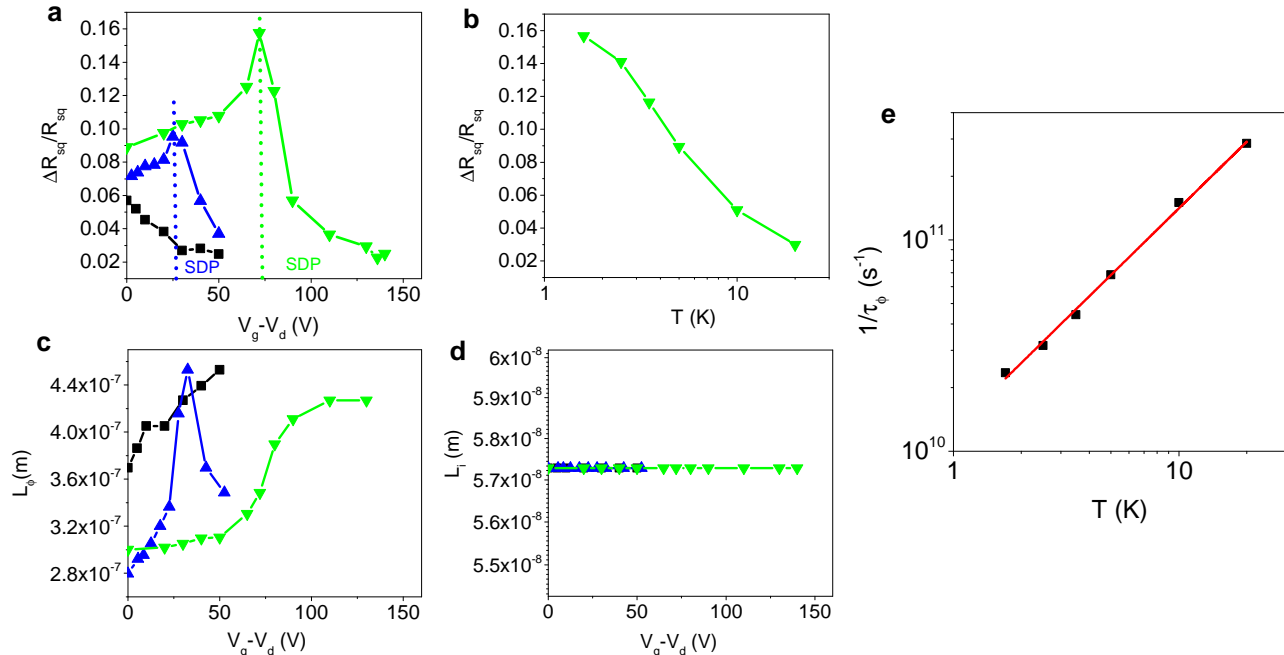 a
0.16
0.14
0.12
0.10
0.08
0.06
0.04
0.02
ΔR_sq/R_sq
SDP
SDP
0 50 100 150
V_g-V_d (V)
b
0.16
0.14
0.12
0.10
0.08
0.06
0.04
0.02
ΔR_sq/R_sq
1 10
T (K)
c
4.4x10^-7
4.0x10^-7
3.6x10^-7
3.2x10^-7
2.8x10^-7
L_ϕ(m)
0 50 100 150
V_g-V_d (V)
d
6x10^-8
5.9x10^-8
5.8x10^-8
5.7x10^-8
5.6x10^-8
5.5x10^-8
L_i (m)
0 50 100 150
V_g-V_d (V)
e
10^11
10^10
1/τ_ϕ (s^-1)
1 10
T (K)